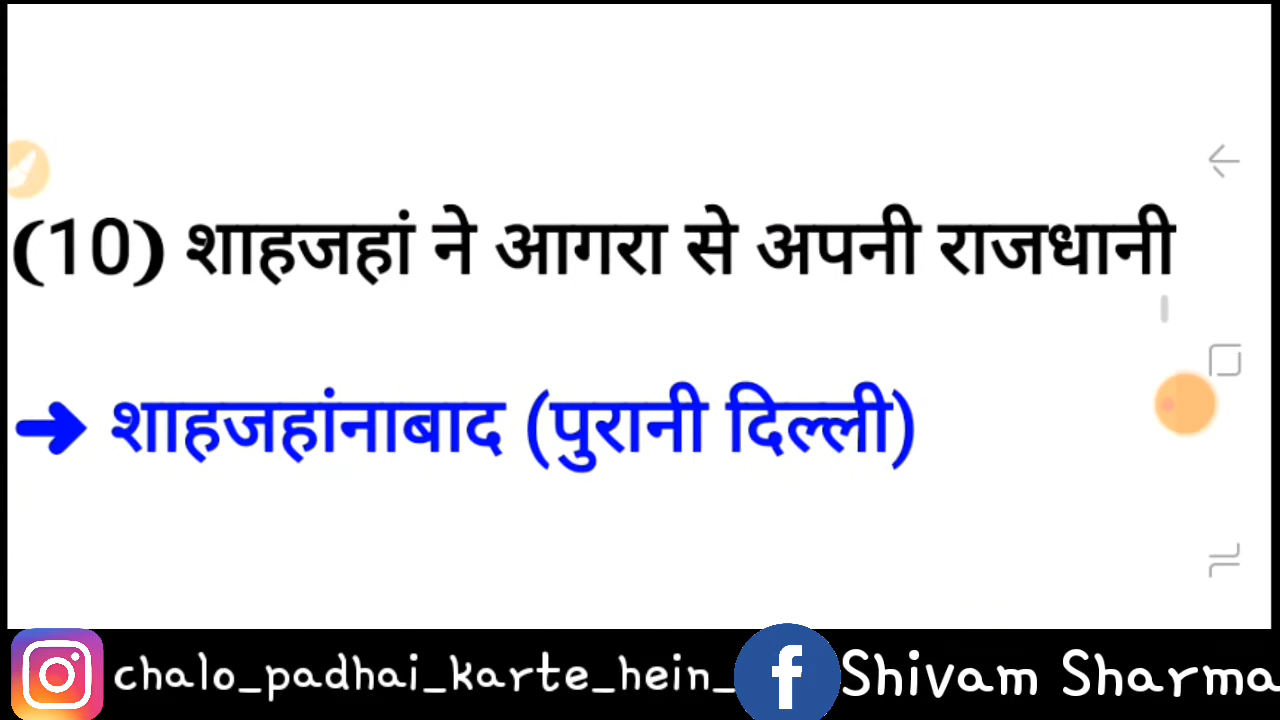 (10) शाहजहां ने आगरा से अपनी राजधानी
➜ शाहजहांनाबाद (पुरानी दिल्ली)
chalo_padhai_karte_hein_ Shivam Sharma